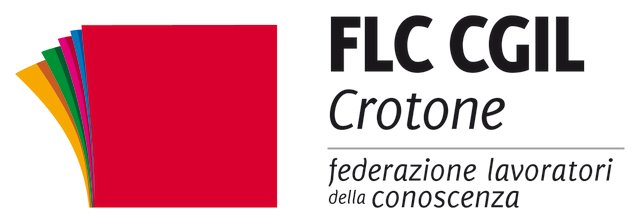 FLC CGIL
Crotone
federazione lavoratori
della conoscenza